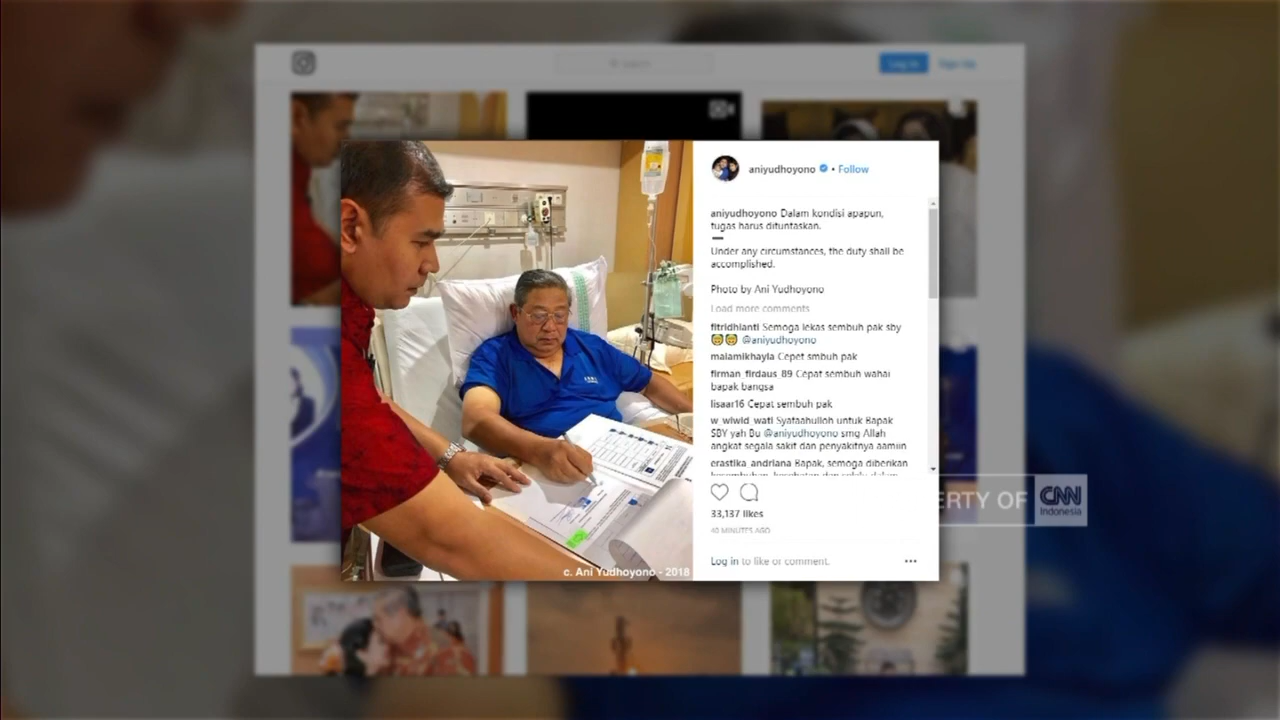 Log In
Sign Up
Search
aniyudhoyono • Follow
aniyudhoyono Dalam kondisi apapun,
tugas harus dituntaskan.
Under any circumstances, the duty shall be
accomplished.
Photo by Ani Yudhoyono
Load more comments
fitridhianti Semoga lekas sembuh pak sby
@aniyudhoyono
malamikhayla Cepet smbuh pak
firman_firdaus_89 Cepat sembuh wahai
bapak bangsa
lisaar16 Cepat sembuh pak
w_wiwid_wati Syafaahulloh untuk Bapak
SBY yah Bu @aniyudhoyono smg Allah
angkat segala sakit dan penyakitnya aamiin
erastika_andriana Bapak, semoga diberikan
33,137 likes
40 MINUTES AGO
Log in to like or comment.
c. Ani Yudhoyono - 2018
ERTY OF CNN
Indonesia